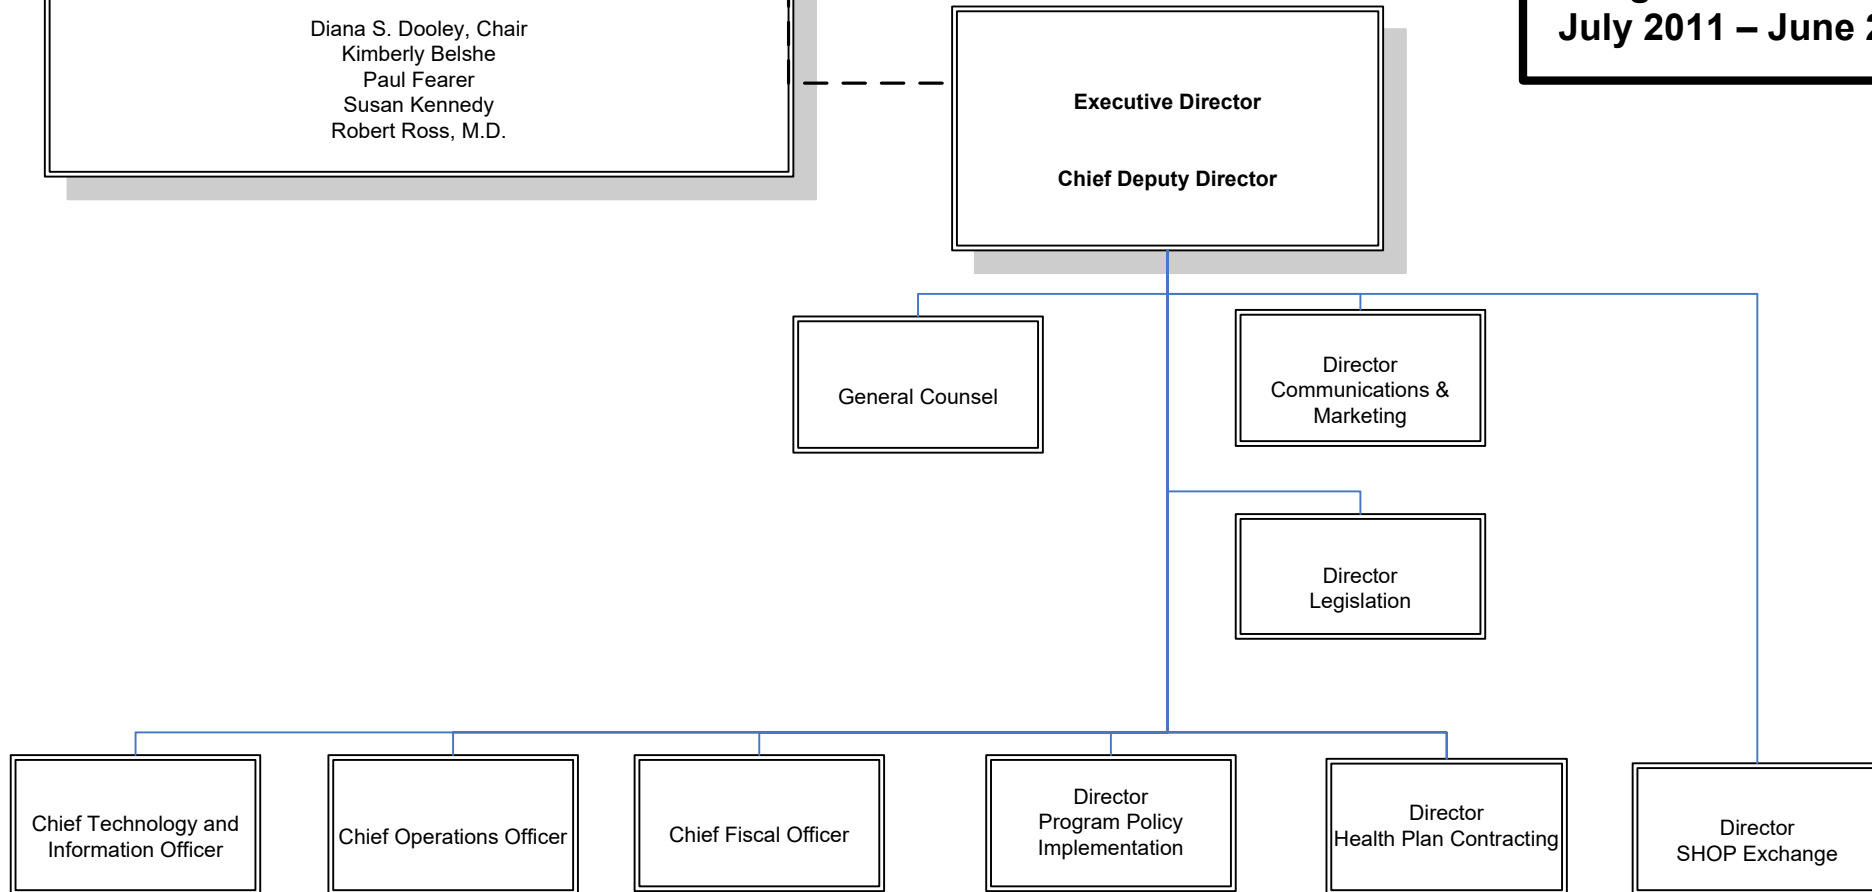 Diana S. Dooley, Chair
Kimberly Belshe
Paul Fearer
Susan Kennedy
Robert Ross, M.D.
July 2011 – June
Executive Director
Chief Deputy Director
General Counsel
Director
Communications &
Marketing
Director
Legislation
Chief Technology and
Information Officer
Chief Operations Officer
Chief Fiscal Officer
Director
Program Policy
Implementation
Director
Health Plan Contracting
Director
SHOP Exchange